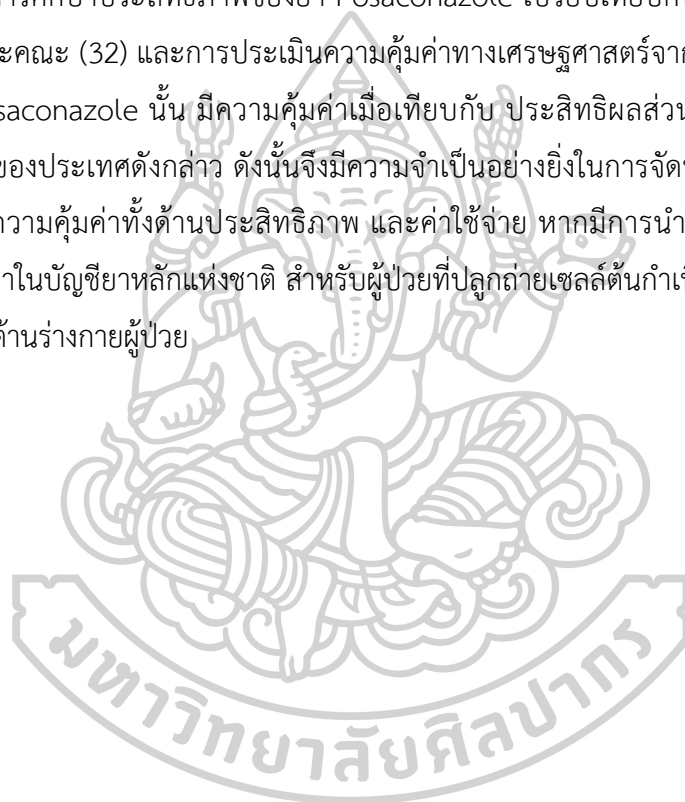 ารศึกษาประสิทธิภาพของยา Posaconazole เปรียบเทียบกั
ะคณะ (32) และการประเมินความคุ้มค่าทางเศรษฐศาสตร์จาก
saconazole นั้น มีความคุ้มค่าเมื่อเทียบกับ ประสิทธิผลส่วน
ของประเทศดังกล่าว ดังนั้นจึงมีความจำเป็นอย่างยิ่งในการจัด
ความคุ้มค่าทั้งด้านประสิทธิภาพ และค่าใช้จ่าย หากมีการนำ
าในบัญชียาหลักแห่งชาติ สำหรับผู้ป่วยที่ปลูกถ่ายเซลล์ต้นกำเ
ต้านร่างกายผู้ป่วย
มหาวิทยาลัยศิลปากร